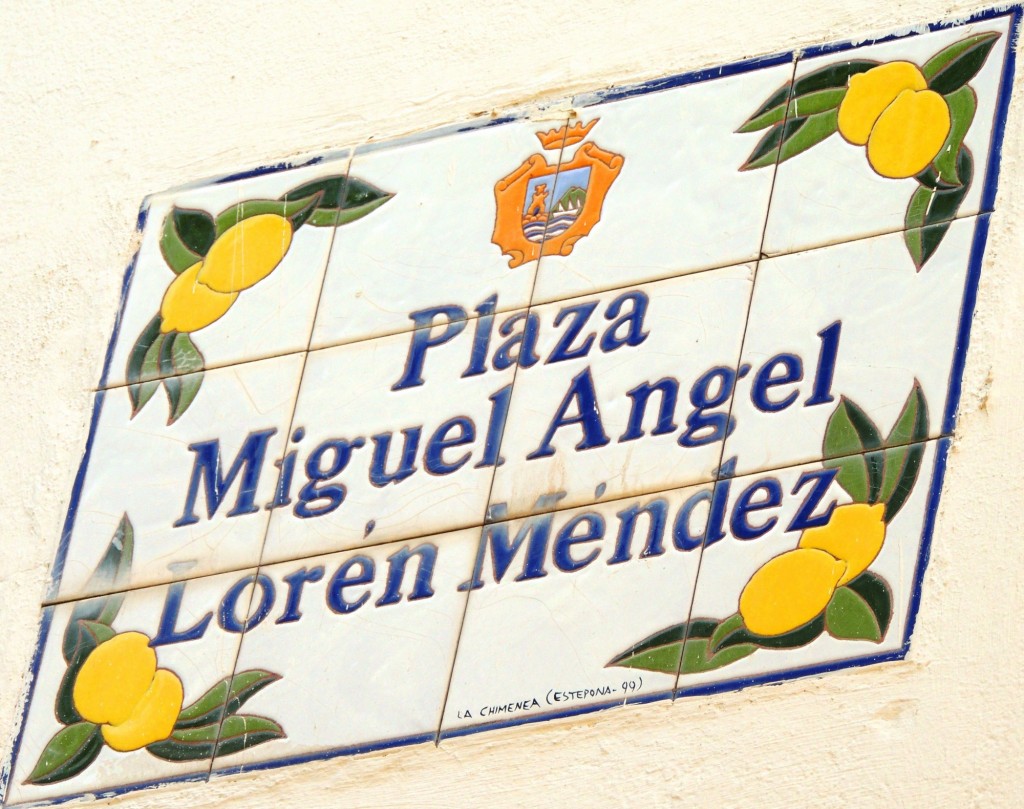 Plaza
Miguel Angel
Lorén Méndez
LA CHIMENEA (ESTEPONA-99)